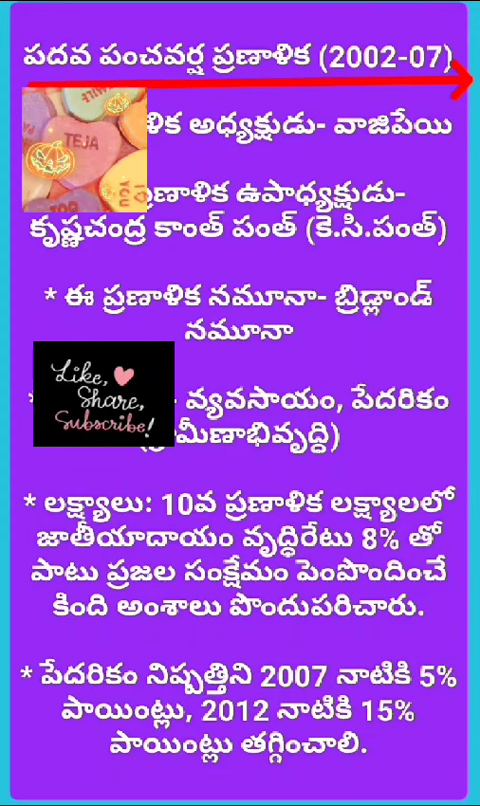 పదవ పంచవర్ష ప్రణాళిక (2002-07)
అధ్యక్షుడు- వాజిపేయి
ఉపాధ్యక్షుడు-
కృష్ణచంద్ర కాంత్ పంత్ (కె.సి.పంత్)
* ఈ ప్రణాళిక నమూనా- బ్రిడ్లాండ్
నమూనా
- వ్యవసాయం, పేదరికం
* లక్ష్యాలు: 10వ ప్రణాళిక లక్ష్యాలలో
జాతీయాదాయం వృద్ధిరేటు 8% తో
పాటు ప్రజల సంక్షేమం పెంపొందించే
కింది అంశాలు పొందుపరిచారు.
* పేదరికం నిష్పత్తిని 2007 నాటికి 5%
పాయింట్లు, 2012 నాటికి 15%
పాయింట్లు తగ్గించాలి.
TEJA
YOU
Like,
Share,
Subscribe!